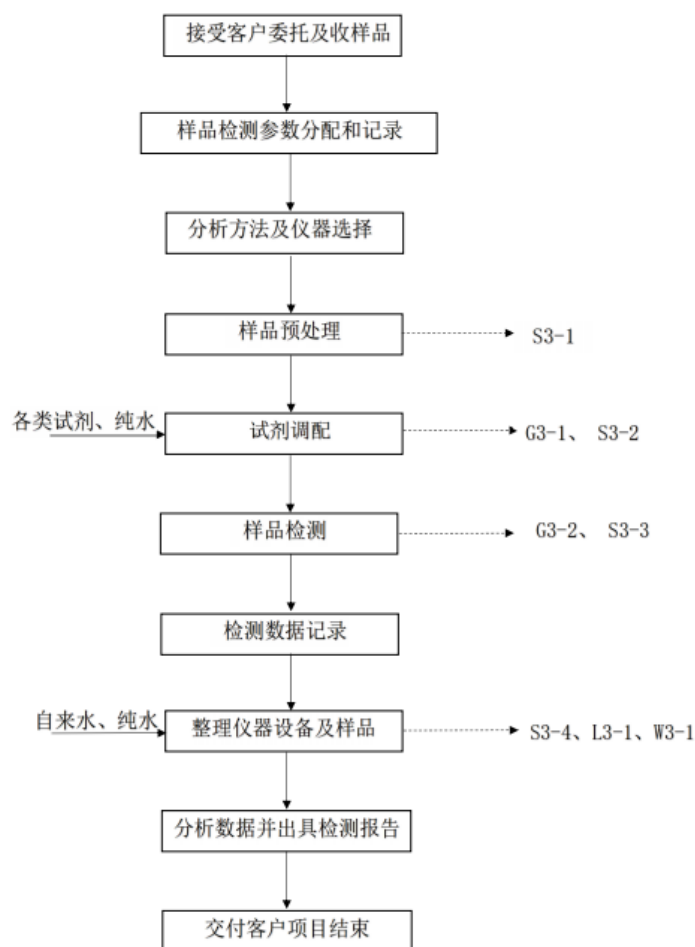 接受客户委托及收样品
样品检测参数分配和记录
分析方法及仪器选择
样品预处理
S3-1
各类试剂、纯水
试剂调配
G3-1、 S3-2
样品检测
G3-2、 S3-3
检测数据记录
自来水、纯水
整理仪器设备及样品
S3-4、L3-1、W3-1
分析数据并出具检测报告
交付客户项目结束